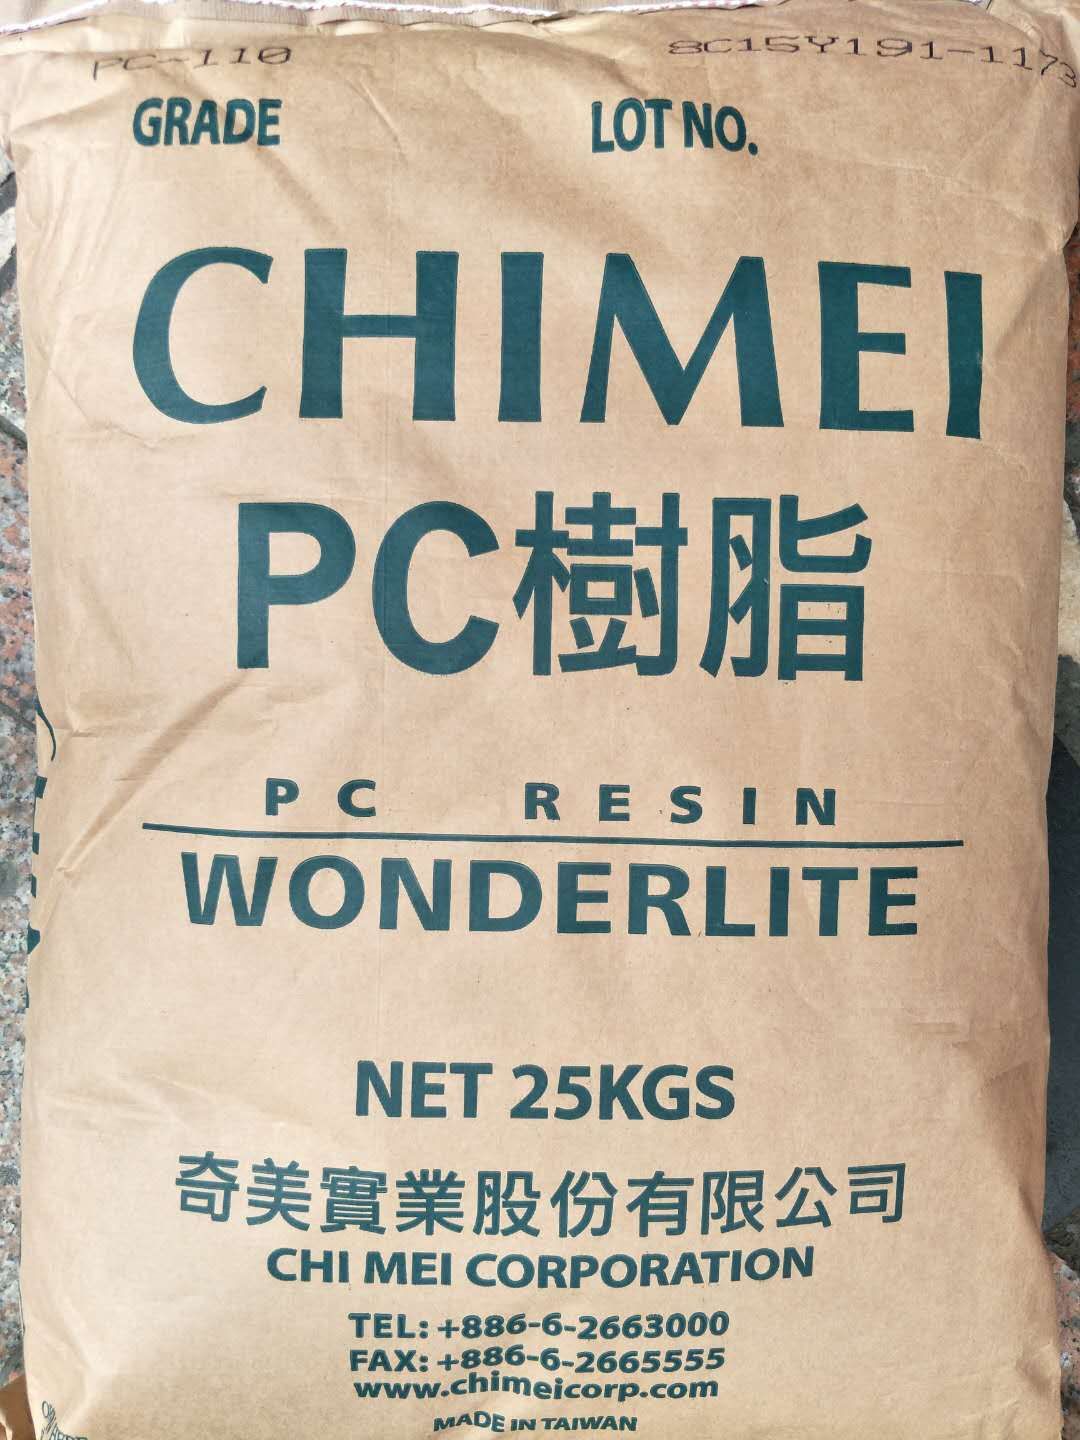 PC-110 8C15Y191-1173
GRADE LOT NO.
CHIMEI
PC樹脂
PC RESIN
WONDERLITE
NET 25KGS
奇美實業股份有限公司
CHI MEI CORPORATION
TEL: +886-6-2663000
FAX: +886-6-2665555
www.chimeicorp.com
MADE IN TAIWAN